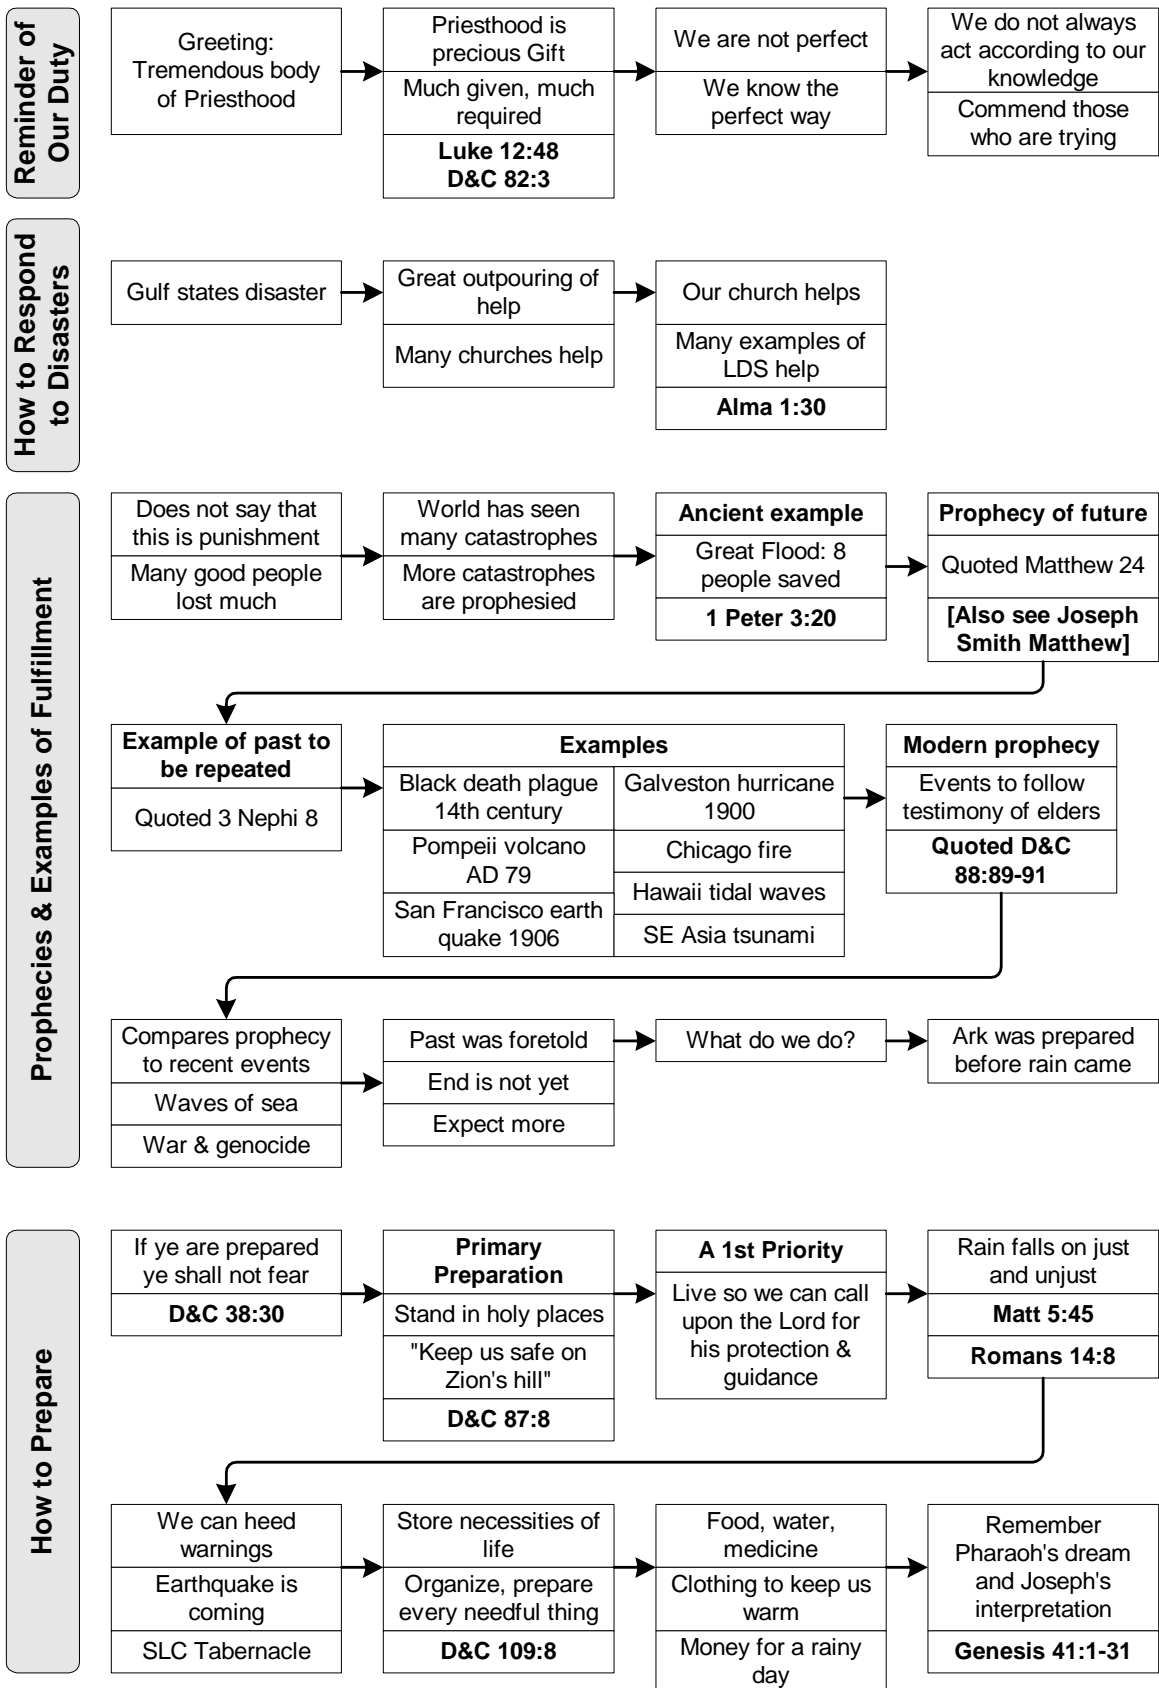 Reminder of
Our Duty
Greeting:
Tremendous body
of Priesthood
Priesthood is
precious Gift
Much given, much
required
Luke 12:48
D&C 82:3
We are not perfect
We know the
perfect way
We do not always
act according to our
knowledge
Commend those
who are trying
How to Respond
to Disasters
Gulf states disaster
Great outpouring of
help
Many churches help
Our church helps
Many examples of
LDS help
Alma 1:30
Prophecies & Examples of Fulfillment
Does not say that
this is punishment
Many good people
lost much
World has seen
many catastrophes
More catastrophes
are prophesied
Ancient example
Great Flood: 8
people saved
1 Peter 3:20
Prophecy of future
Quoted Matthew 24
[Also see Joseph
Smith Matthew]
Example of past to
be repeated
Quoted 3 Nephi 8
Examples
Black death plague
14th century
Pompeii volcano
AD 79
San Francisco earth
quake 1906
Galveston hurricane
1900
Chicago fire
Hawaii tidal waves
SE Asia tsunami
Modern prophecy
Events to follow
testimony of elders
Quoted D&C
88:89-91
Compares prophecy
to recent events
Waves of sea
War & genocide
Past was foretold
End is not yet
Expect more
What do we do?
Ark was prepared
before rain came
How to Prepare
If ye are prepared
ye shall not fear
D&C 38:30
Primary
Preparation
Stand in holy places
"Keep us safe on
Zion's hill"
D&C 87:8
A 1st Priority
Live so we can call
upon the Lord for
his protection &
guidance
Rain falls on just
and unjust
Matt 5:45
Romans 14:8
We can heed
warnings
Earthquake is
coming
SLC Tabernacle
Store necessities of
life
Organize, prepare
every needful thing
D&C 109:8
Food, water,
medicine
Clothing to keep us
warm
Money for a rainy
day
Remember
Pharaoh's dream
and Joseph's
interpretation
Genesis 41:1-31